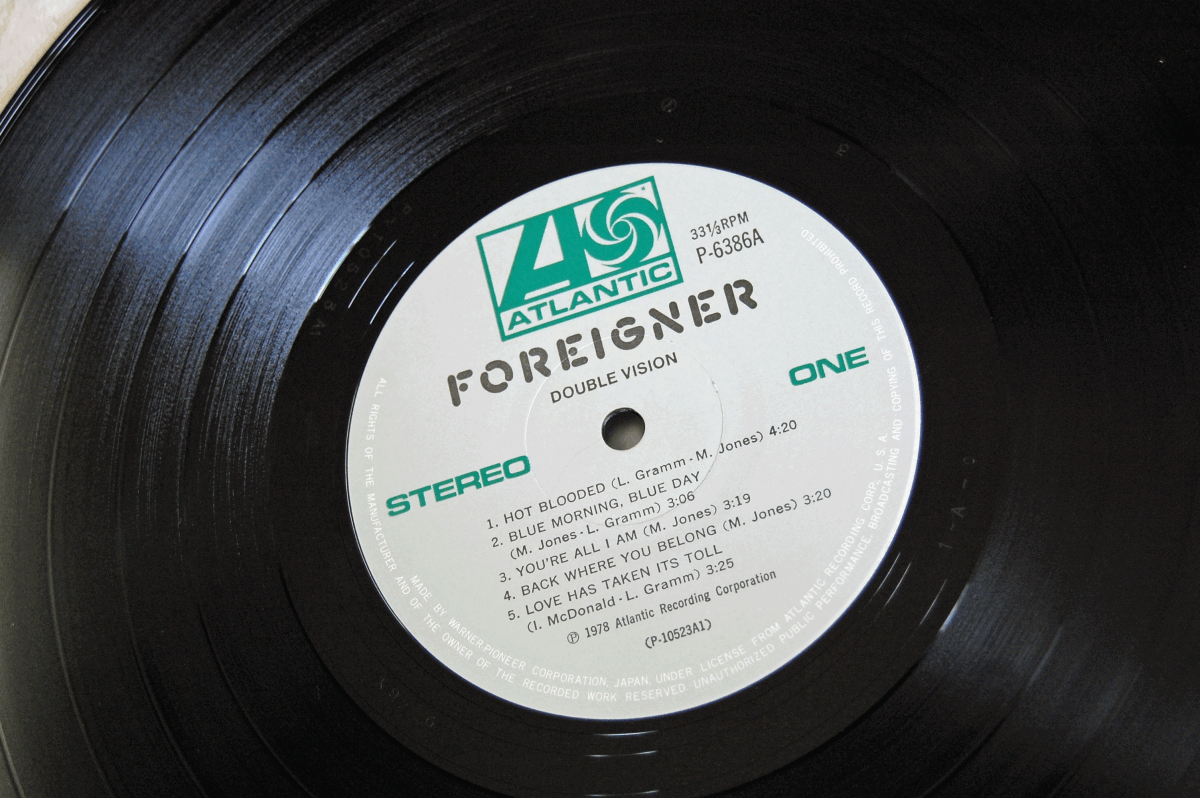 ATLANTIC
33⅓RPM
P-6386A
FOREIGNER
DOUBLE VISION
STEREO
ONE
1. HOT BLOODED (L. Gramm - M. Jones) 4:20
2. BLUE MORNING, BLUE DAY
(M. Jones - L. Gramm) 3:06
3. YOU'RE ALL I AM (M. Jones) 3:19
4. BACK WHERE YOU BELONG (M. Jones) 3:20
5. LOVE HAS TAKEN ITS TOLL
(I. McDonald - L. Gramm) 3:25
Ⓟ 1978 Atlantic Recording Corporation
(P-10523A1)
ALL RIGHTS OF THE MANUFACTURER AND OF THE OWNER OF THE RECORDED WORK RESERVED UNAUTHORIZED PUBLIC PERFORMANCE, BROADCASTING AND COPYING OF THIS RECORD PROHIBITED
MADE BY WARNER-PIONEER CORPORATION, JAPAN, UNDER LICENSE FROM ATLANTIC RECORDING CORP., U.S.A.
1-A-